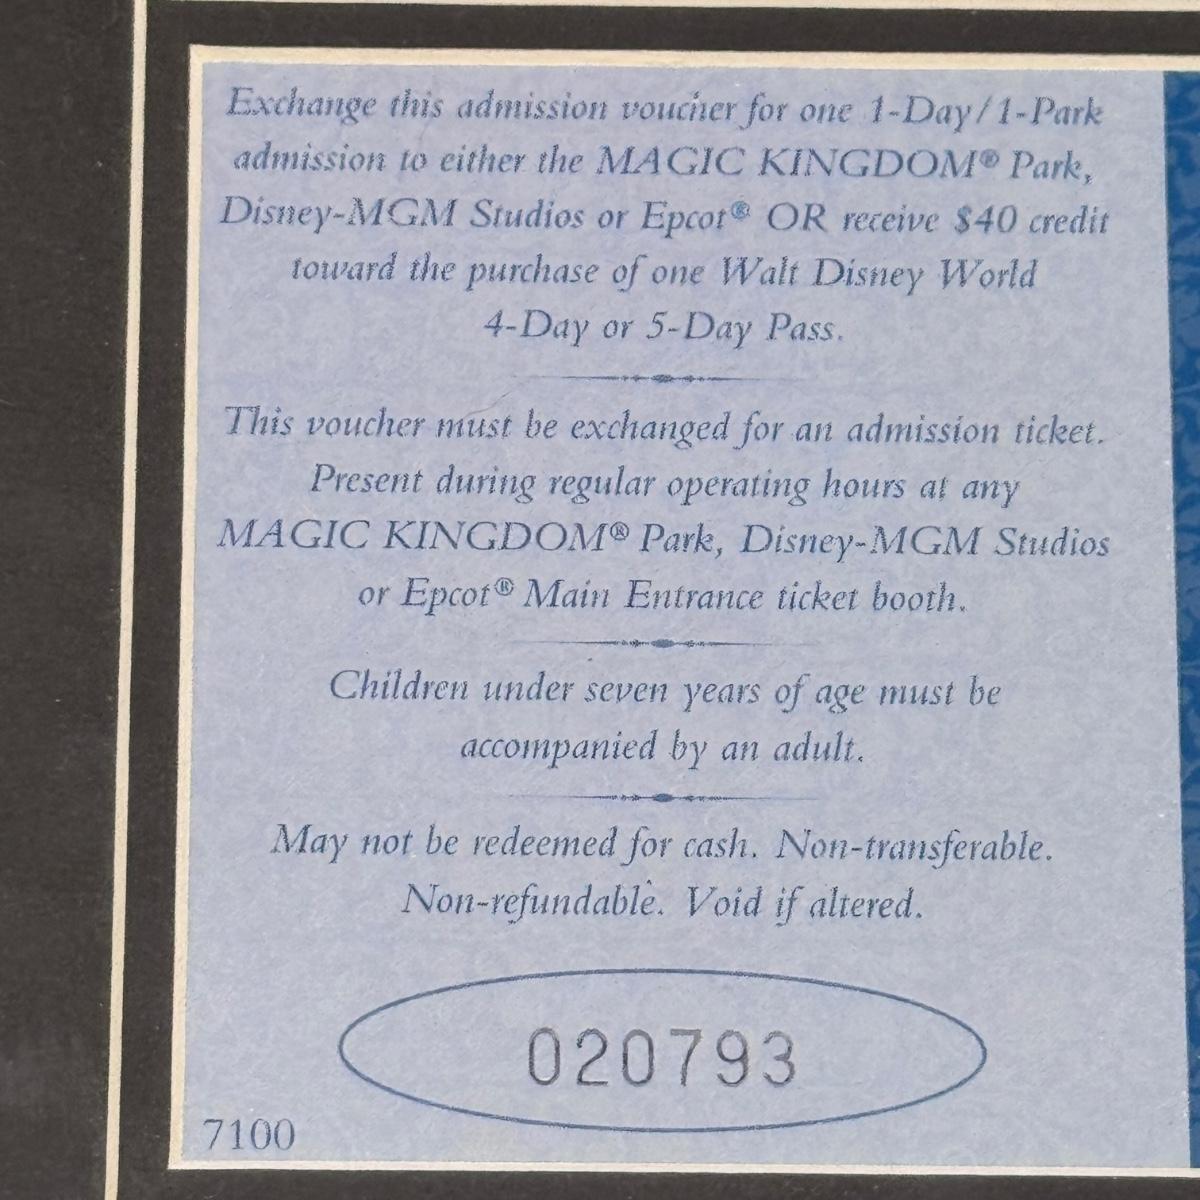 Exchange this admission voucher for one 1-Day/1-Park
admission to either the MAGIC KINGDOM® Park,
Disney-MGM Studios or Epcot® OR receive $40 credit
toward the purchase of one Walt Disney World
4-Day or 5-Day Pass.
This voucher must be exchanged for an admission ticket.
Present during regular operating hours at any
MAGIC KINGDOM® Park, Disney-MGM Studios
or Epcot® Main Entrance ticket booth.
Children under seven years of age must be
accompanied by an adult.
May not be redeemed for cash. Non-transferable.
Non-refundable. Void if altered.
020793
7100